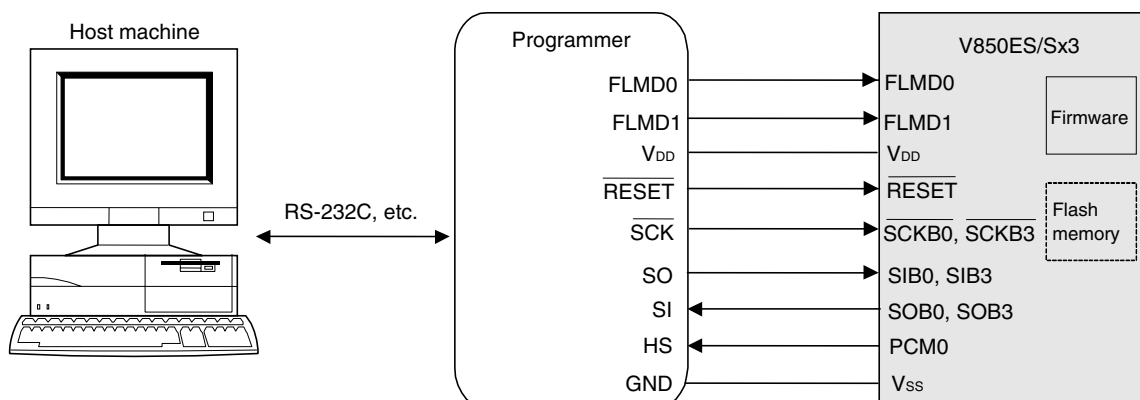 Host machine
Programmer
V850ES/Sx3
FLMD0
FLMD0
FLMD1
FLMD1
Firmware
VDD
VDD
RESET
RESET
RS-232C, etc.
SCK
SCKB0, SCKB3
Flash
memory
SO
SIB0, SIB3
SI
SOB0, SOB3
HS
PCM0
GND
VSS